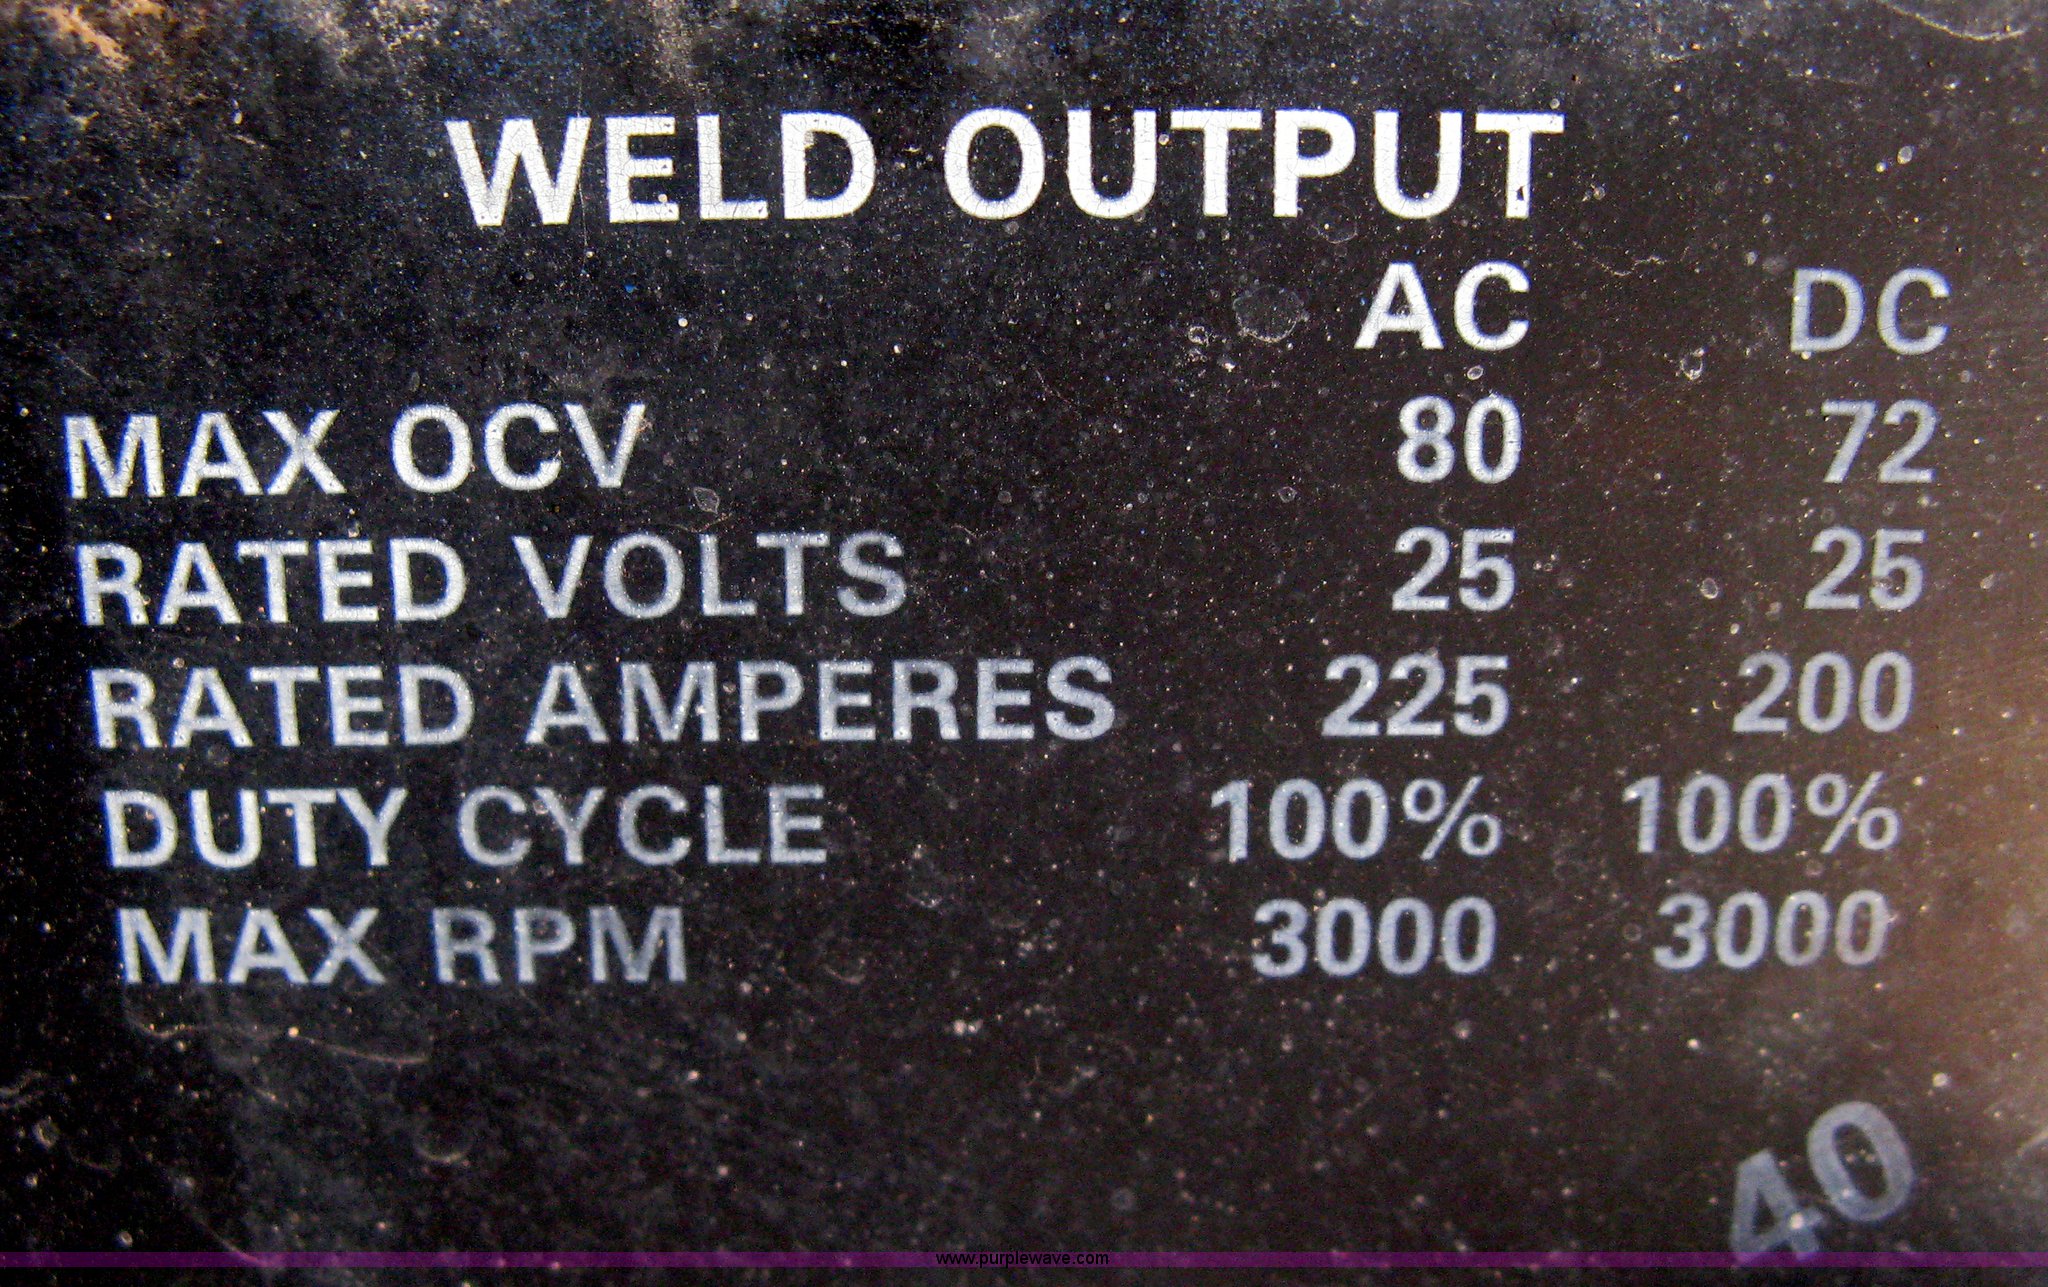 WELD OUTPUT
AC DC
MAX OCV 80 72
RATED VOLTS 25 25
RATED AMPERES 225 200
DUTY CYCLE 100% 100%
MAX RPM 3000 3000
40
www.purplewave.com